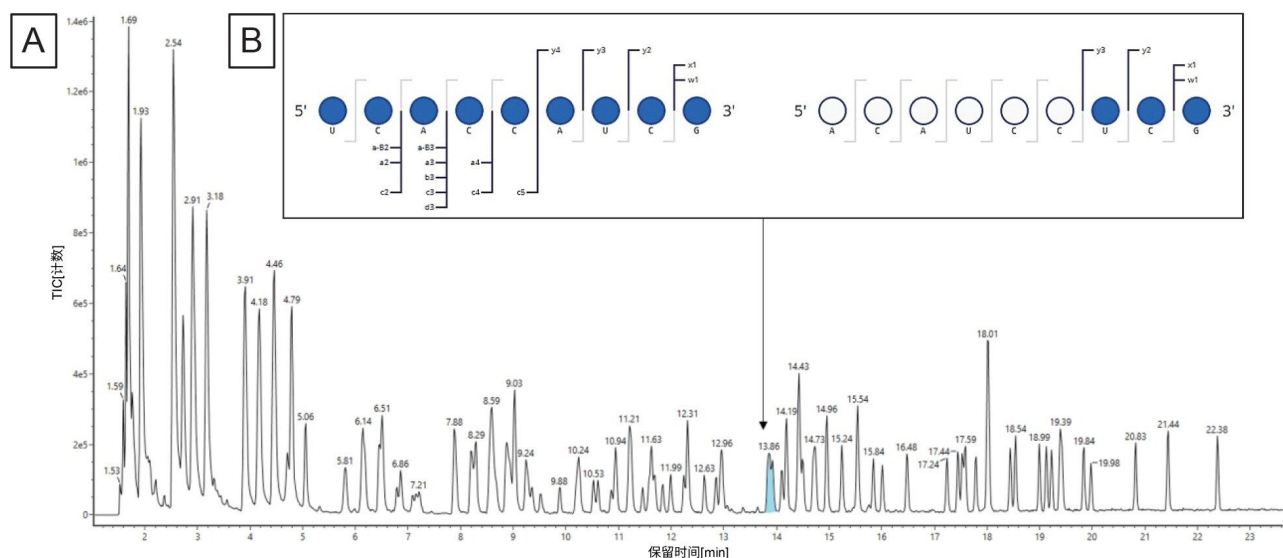 A
B
y4
y3
y2
x1
w1
5'
U
C
A
C
C
A
U
C
G
3'
a-B2
a2
c2
a-B3
a3
b3
c3
d3
a4
c4
c5
y3
y2
x1
w1
5'
A
C
A
U
C
C
U
C
G
3'
TIC[计数]
1.4e6
1.2e6
1e6
8e5
6e5
4e5
2e5
0
1.53
1.59
1.64
1.69
1.93
2.54
2.91
3.18
3.91
4.18
4.46
4.79
5.06
5.81
6.14
6.51
6.86
7.21
7.88
8.29
8.59
9.03
9.24
9.88
10.24
10.53
10.94
11.21
11.63
11.99
12.31
12.63
12.96
13.86
14.19
14.43
14.73
14.96
15.24
15.54
15.84
16.48
17.24
17.44
17.59
18.01
18.54
18.99
19.39
19.84
19.98
20.83
21.44
22.38
2
3
4
5
6
7
8
9
10
11
12
13
14
15
16
17
18
19
20
21
22
23
保留时间[min]